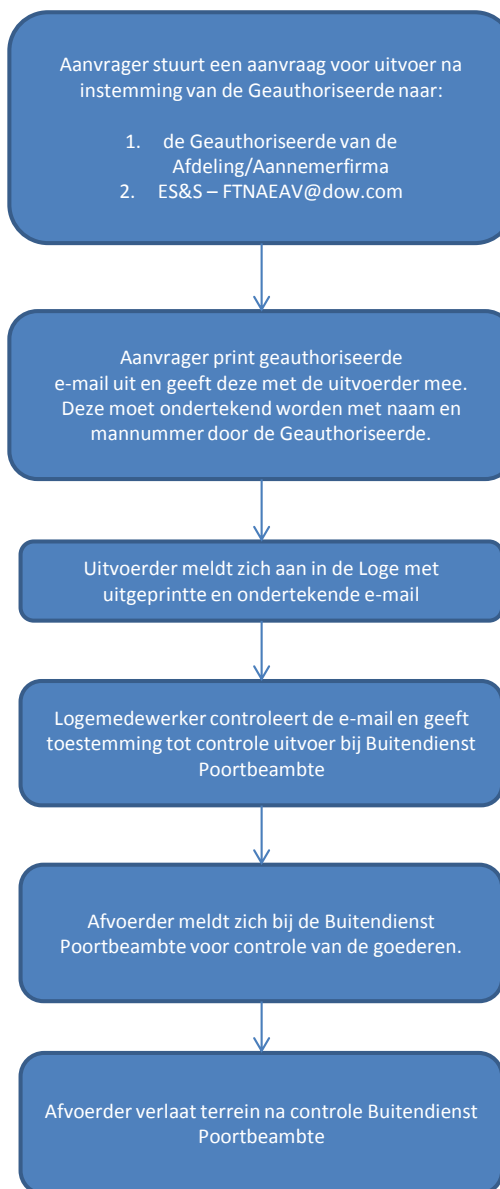 Aanvrager stuurt een aanvraag voor uitvoer na
instemming van de Geauthoriseerde naar:
1. de Geauthoriseerde van de
Afdeling/Aannemerfirma
2. ES&S – FTNAEAV@dow.com
Aanvrager print geauthoriseerde
e-mail uit en geeft deze met de uitvoerder mee.
Deze moet ondertekend worden met naam en
mannummer door de Geauthoriseerde.
Uitvoerder meldt zich aan in de Loge met
uitgeprintte en ondertekende e-mail
Logemedewerker controleert de e-mail en geeft
toestemming tot controle uitvoer bij Buitendienst
Poortbeambte
Afvoerder meldt zich bij de Buitendienst
Poortbeambte voor controle van de goederen.
Afvoerder verlaat terrein na controle Buitendienst
Poortbeambte